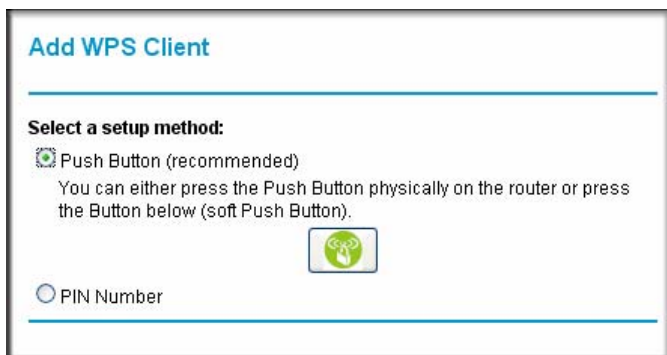 Add WPS Client
Select a setup method:
Push Button (recommended)
You can either press the Push Button physically on the router or press
the Button below (soft Push Button).
PIN Number